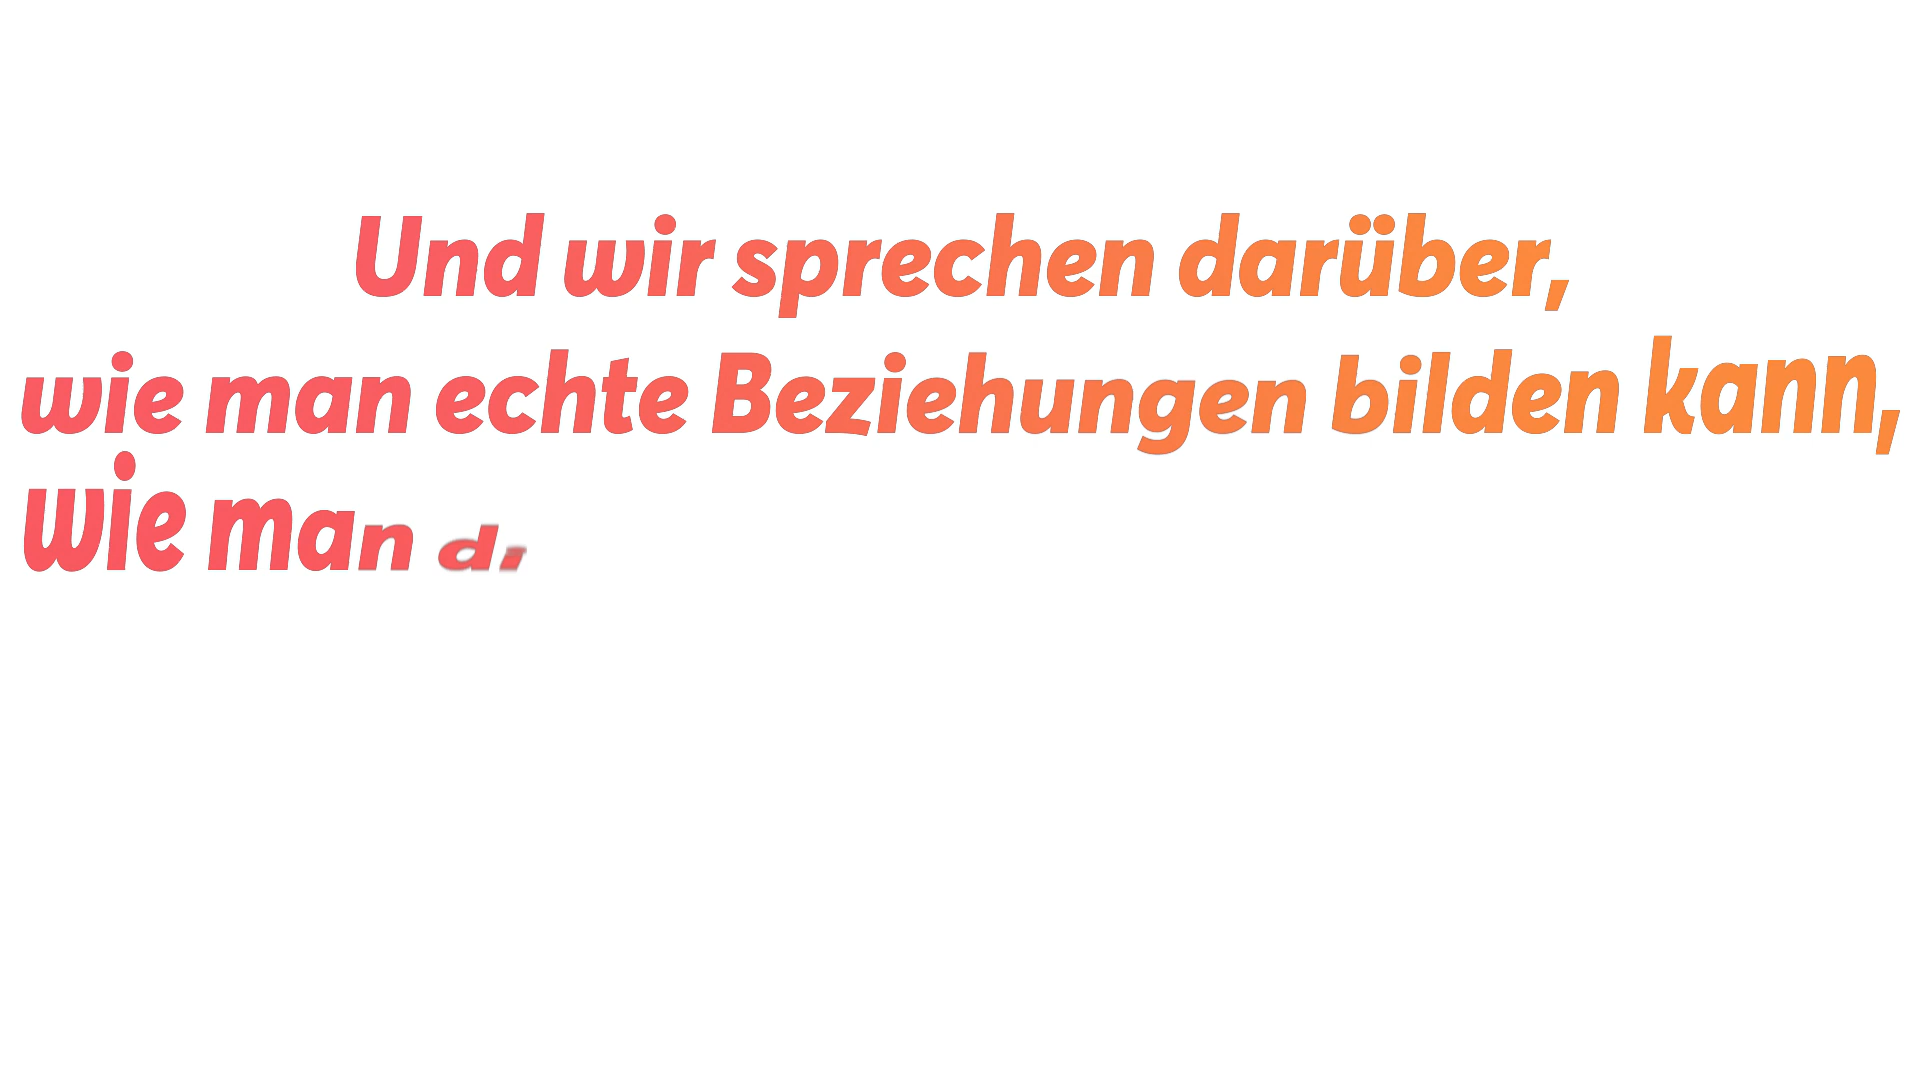 Und wir sprechen darüber,
wie man echte Beziehungen bilden kann,
wie man